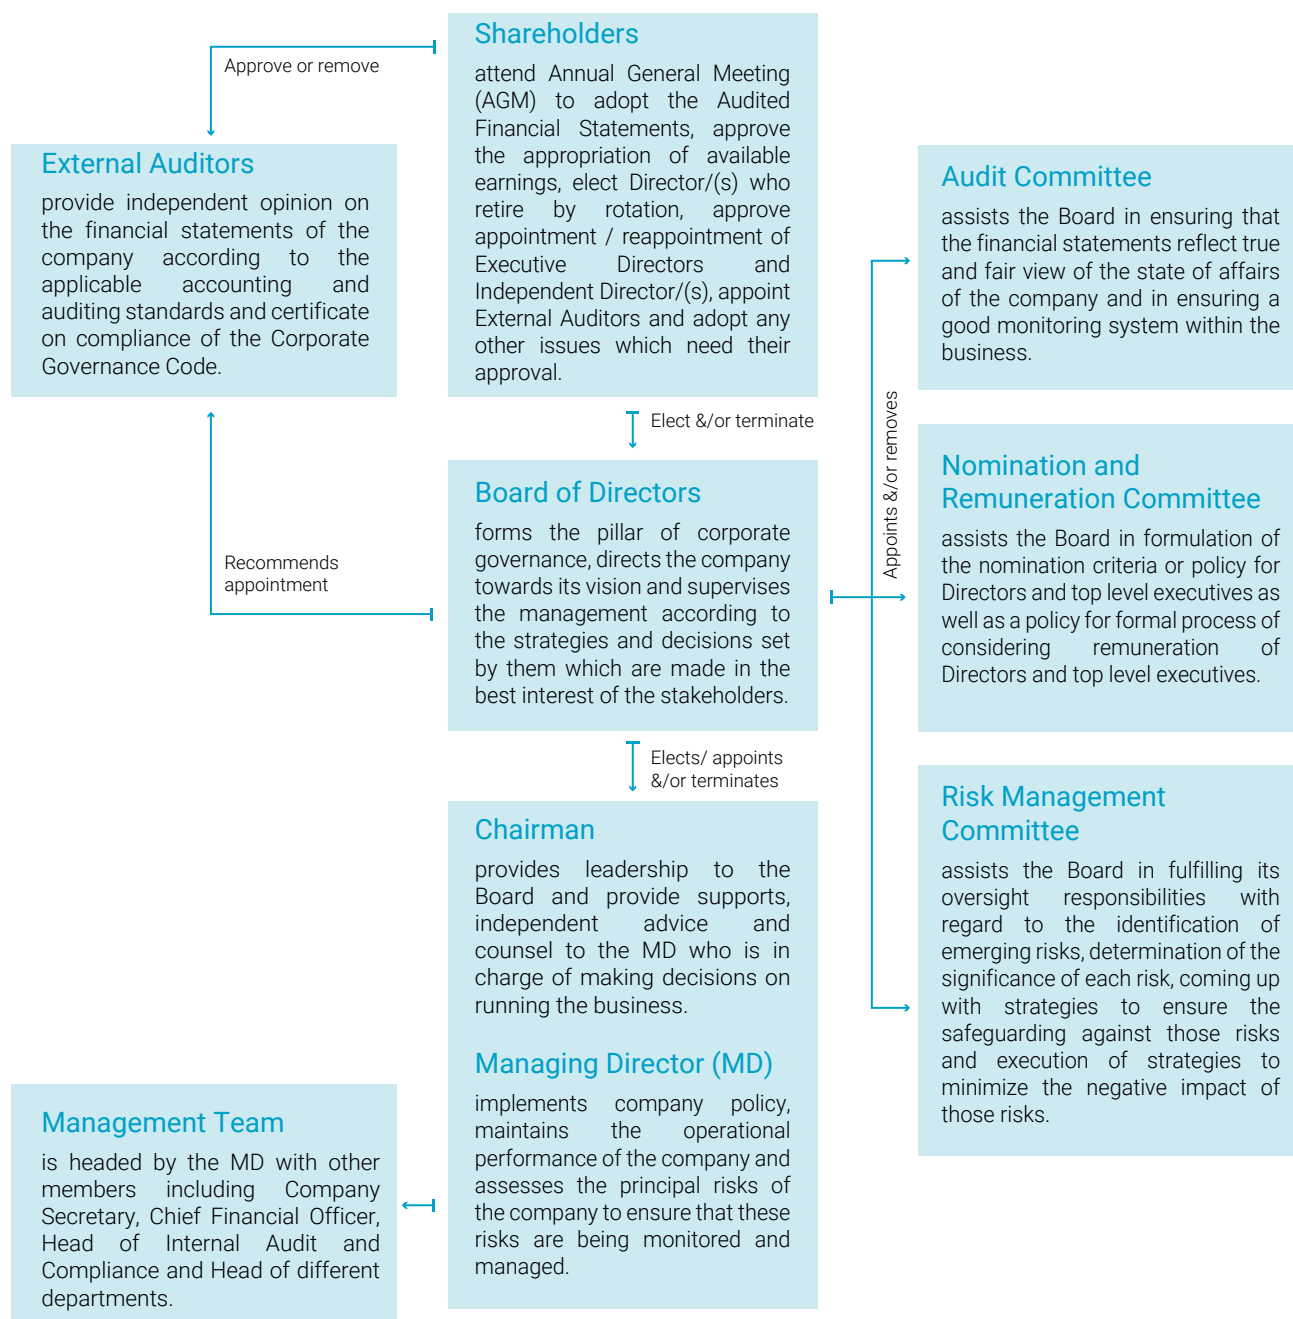 Shareholders
attend Annual General Meeting
(AGM) to adopt the Audited
Financial Statements, approve
the appropriation of available
earnings, elect Director/(s) who
retire by rotation, approve
appointment / reappointment of
Executive Directors and
Independent Director/(s), appoint
External Auditors and adopt any
other issues which need their
approval.
Approve or remove
External Auditors
provide independent opinion on
the financial statements of the
company according to the
applicable accounting and
auditing standards and certificate
on compliance of the Corporate
Governance Code.
Elect &/or terminate
Recommends
appointment
Board of Directors
forms the pillar of corporate
governance, directs the company
towards its vision and supervises
the management according to
the strategies and decisions set
by them which are made in the
best interest of the stakeholders.
Appoints &/or removes
Audit Committee
assists the Board in ensuring that
the financial statements reflect true
and fair view of the state of affairs
of the company and in ensuring a
good monitoring system within the
business.
Nomination and
Remuneration Committee
assists the Board in formulation of
the nomination criteria or policy for
Directors and top level executives as
well as a policy for formal process of
considering remuneration of
Directors and top level executives.
Risk Management
Committee
assists the Board in fulfilling its
oversight responsibilities with
regard to the identification of
emerging risks, determination of the
significance of each risk, coming up
with strategies to ensure the
safeguarding against those risks
and execution of strategies to
minimize the negative impact of
those risks.
Elects/ appoints
&/or terminates
Chairman
provides leadership to the
Board and provide supports,
independent advice and
counsel to the MD who is in
charge of making decisions on
running the business.
Managing Director (MD)
implements company policy,
maintains the operational
performance of the company and
assesses the principal risks of
the company to ensure that these
risks are being monitored and
managed.
Management Team
is headed by the MD with other
members including Company
Secretary, Chief Financial Officer,
Head of Internal Audit and
Compliance and Head of different
departments.